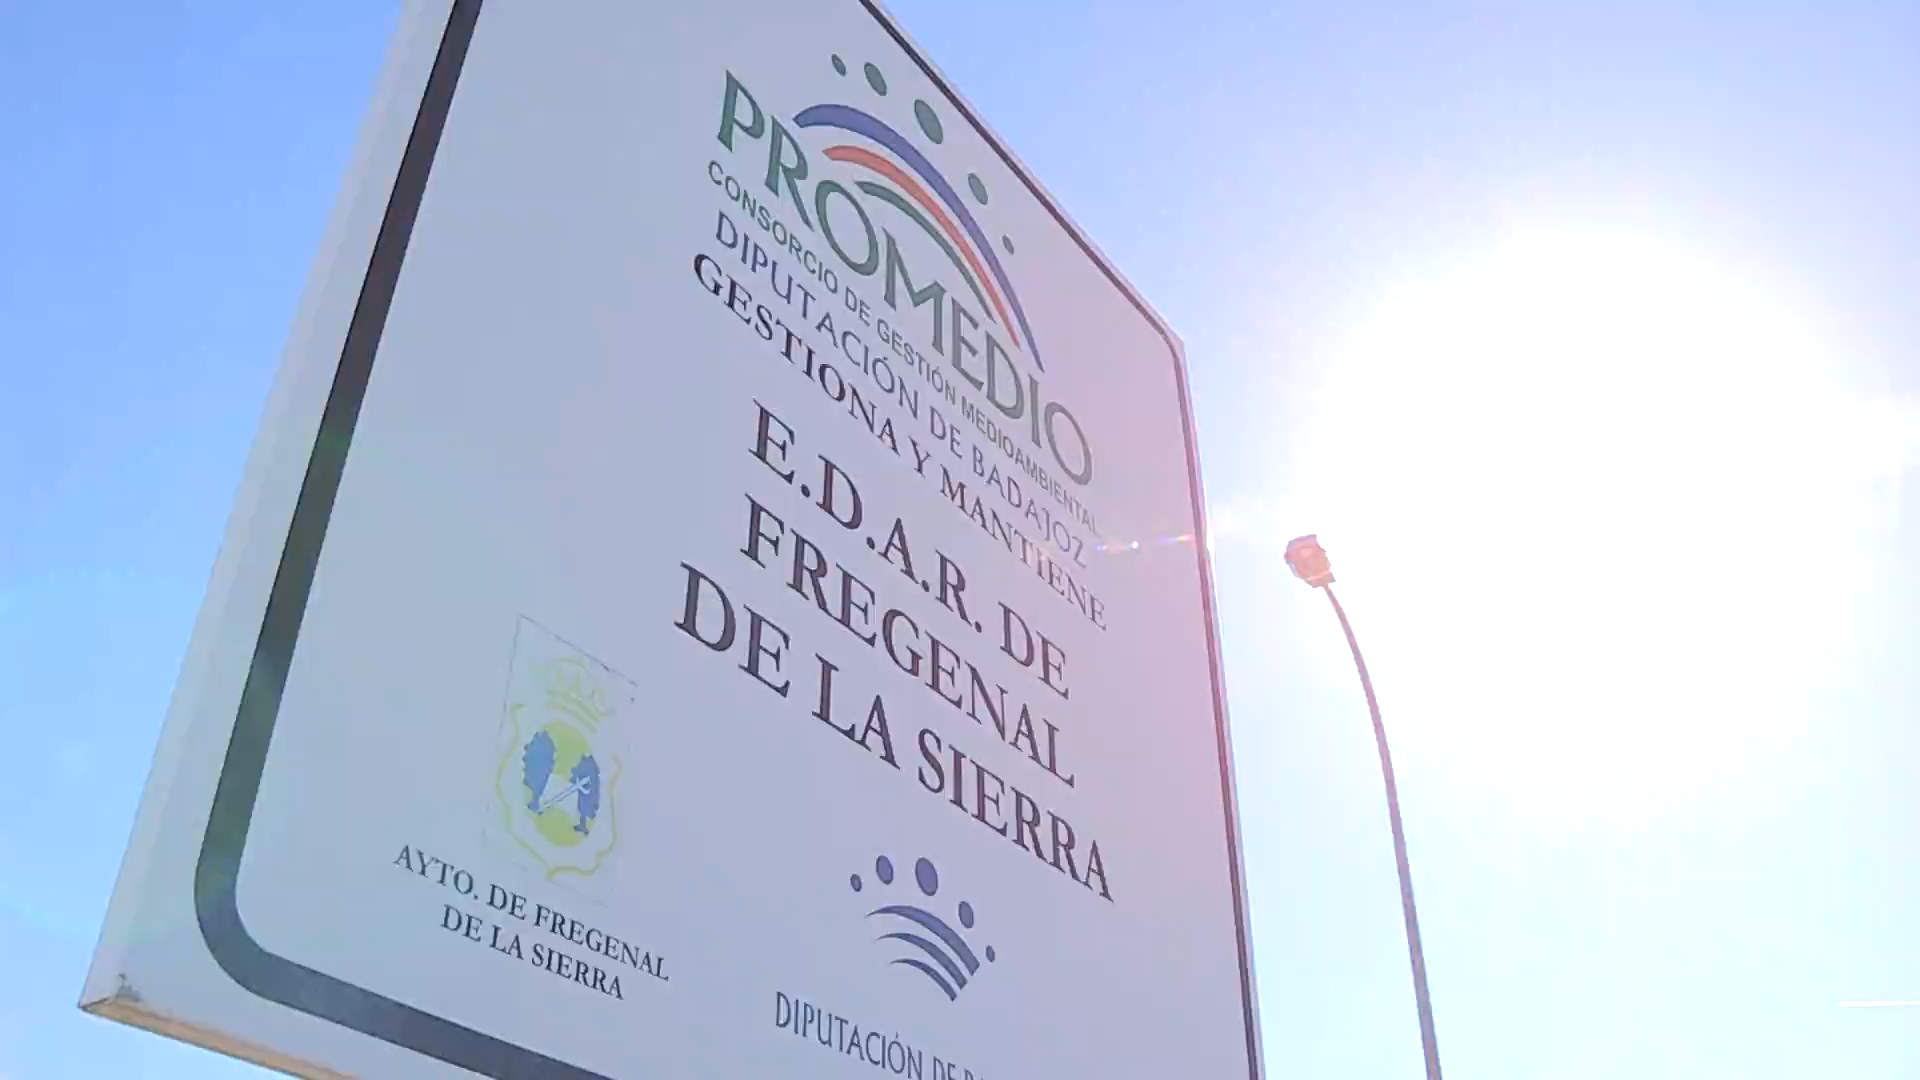 PROMEDIO
CONSORCIO DE GESTIÓN MEDIOAMBIENTAL
DIPUTACIÓN DE BADAJOZ
GESTIONA Y MANTIENE
E.D.A.R. DE
FREGENAL
DE LA SIERRA
AYTO. DE FREGENAL
DE LA SIERRA
DIPUTACIÓN DE